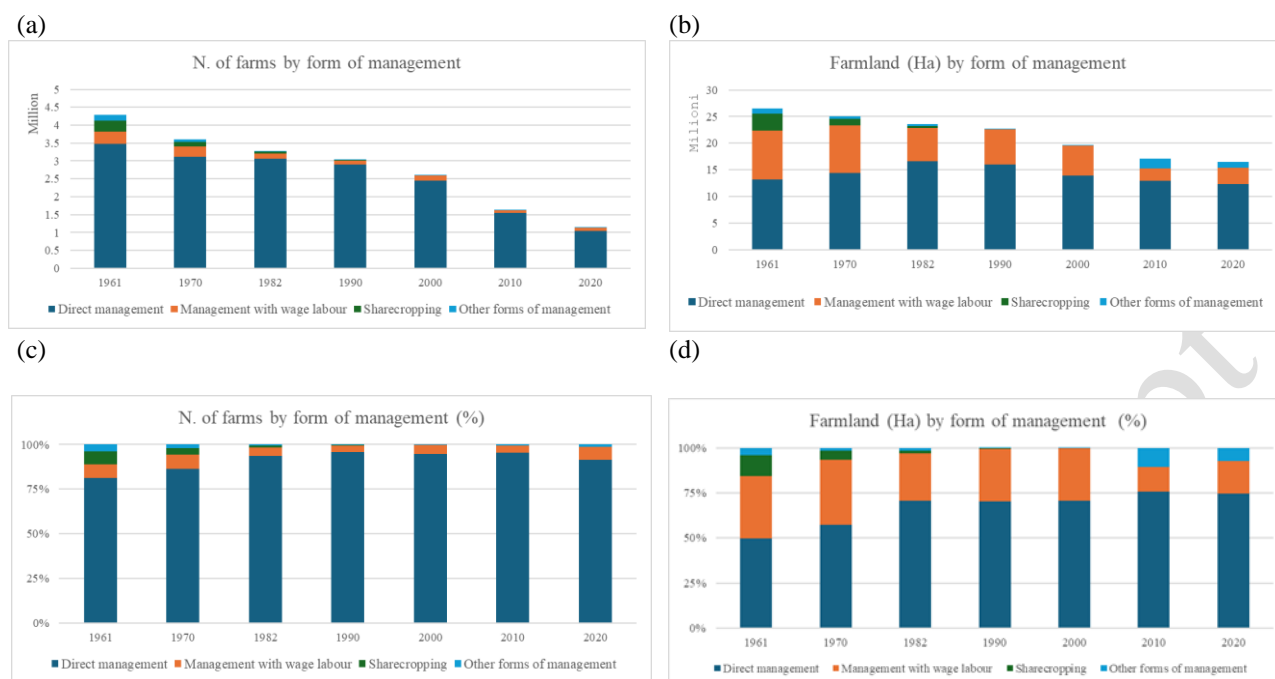 (a)
N. of farms by form of management
Million
5
4.5
4
3.5
3
2.5
2
1.5
1
0.5
0
1961 1970 1982 1990 2000 2010 2020
Direct management Management with wage labour Sharecropping Other forms of management
(b)
Farmland (Ha) by form of management
Milioni
30
25
20
15
10
5
0
1961 1970 1982 1990 2000 2010 2020
Direct management Management with wage labour Sharecropping Other forms of management
(c)
N. of farms by form of management (%)
100%
75%
50%
25%
0%
1961 1970 1982 1990 2000 2010 2020
Direct management Management with wage labour Sharecropping Other forms of management
(d)
Farmland (Ha) by form of management (%)
100%
75%
50%
25%
0%
1961 1970 1982 1990 2000 2010 2020
Direct management Management with wage labour Sharecropping Other forms of management